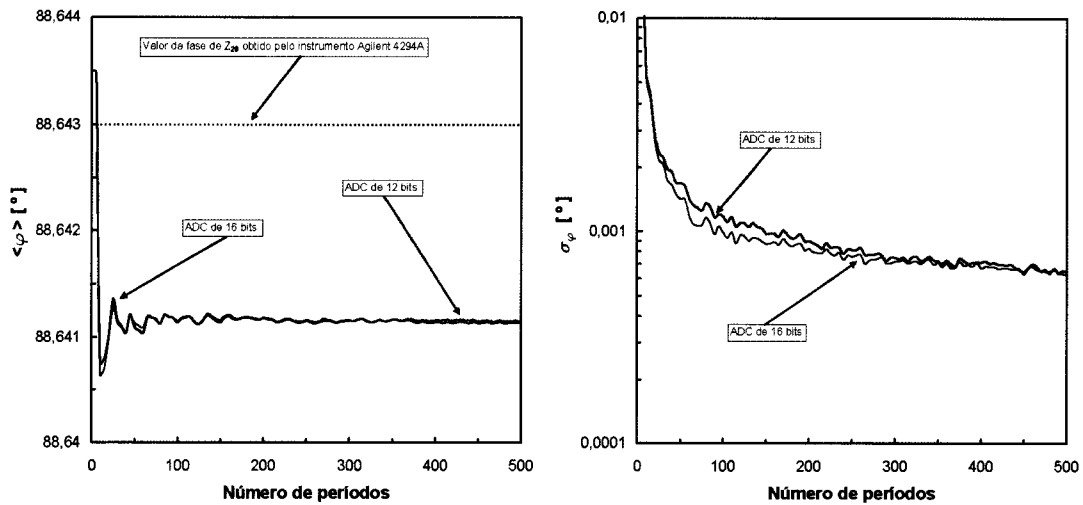 88,644
88,643
88,642
88,641
88,64
<φ> [°]
Valor da fase de Z₂₀ obtido pelo instrumento Agilent 4294A
ADC de 12 bits
ADC de 16 bits
0 100 200 300 400 500
Número de períodos
0,01
0,001
0,0001
σφ [°]
ADC de 12 bits
ADC de 16 bits
0 100 200 300 400 500
Número de períodos